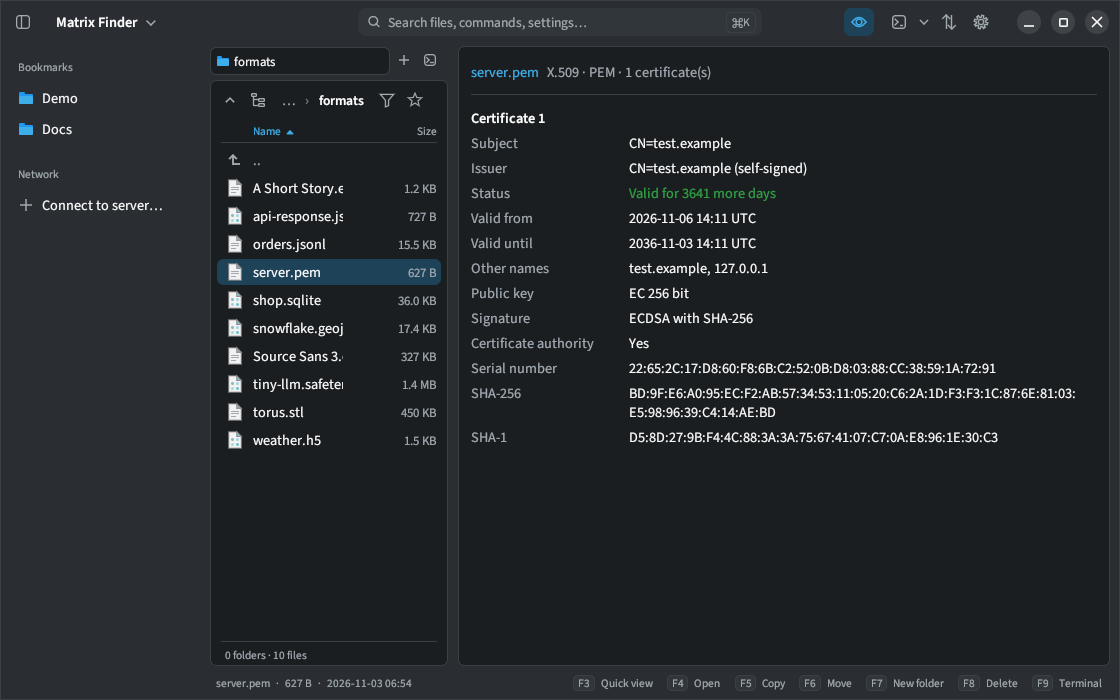 Matrix Finder
Search files, commands, settings…
⌘K
Bookmarks
Demo
Docs
Network
Connect to server…
formats
… › formats
Name Size
..
A Short Story.e 1.2 KB
api-response.js 727 B
orders.jsonl 15.5 KB
server.pem 627 B
shop.sqlite 36.0 KB
snowflake.geoj 17.4 KB
Source Sans 3. 327 KB
tiny-llm.safeter 1.4 MB
torus.stl 450 KB
weather.h5 1.5 KB
0 folders · 10 files
server.pem X.509 · PEM · 1 certificate(s)
Certificate 1
Subject CN=test.example
Issuer CN=test.example (self-signed)
Status Valid for 3641 more days
Valid from 2026-11-06 14:11 UTC
Valid until 2036-11-03 14:11 UTC
Other names test.example, 127.0.0.1
Public key EC 256 bit
Signature ECDSA with SHA-256
Certificate authority Yes
Serial number 22:65:2C:17:D8:60:F8:6B:C2:52:0B:D8:03:88:CC:38:59:1A:72:91
SHA-256 BD:9F:E6:A0:95:EC:F2:AB:57:34:53:11:05:20:C6:2A:1D:F3:F3:1C:87:6E:81:03:
E5:98:96:39:C4:14:AE:BD
SHA-1 D5:8D:27:9B:F4:4C:88:3A:3A:75:67:41:07:C7:0A:E8:96:1E:30:C3
server.pem · 627 B · 2026-11-03 06:54
F3 Quick view F4 Open F5 Copy F6 Move F7 New folder F8 Delete F9 Terminal